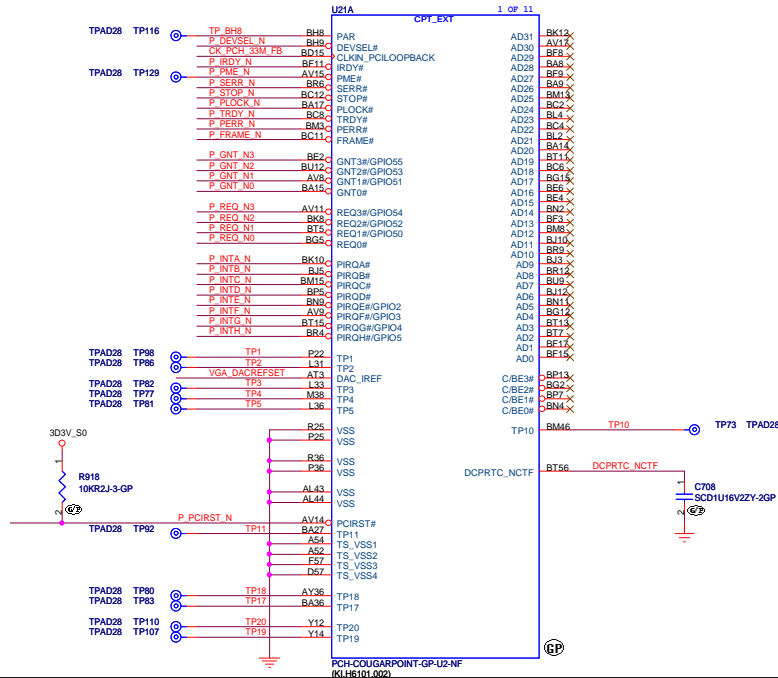 U21A 1 OF 11
CPT_EXT
TPAD28 TP116 TP_BH8 BH8 PAR AD31 BK12
P_DEVSEL_N BH9 DEVSEL# AD30 AV17
CK_PCH_33M_FB BD15 CLKIN_PCILOOPBACK AD29 BF8
P_IRDY_N BF11 IRDY# AD28 BA8
TPAD28 TP129 P_PME_N AV15 PME# AD27 BF9
P_SERR_N BR6 SERR# AD26 BA9
P_STOP_N BC12 STOP# AD25 BM13
P_PLOCK_N BA17 PLOCK# AD24 BC2
P_TRDY_N BC8 TRDY# AD23 BL4
P_PERR_N BM3 PERR# AD22 BC4
P_FRAME_N BC11 FRAME# AD21 BL2
AD20 BA14
P_GNT_N3 BE2 GNT3#/GPIO55 AD19 BT11
P_GNT_N2 BU12 GNT2#/GPIO53 AD18 BC6
P_GNT_N1 AV8 GNT1#/GPIO51 AD17 BG15
P_GNT_N0 BA15 GNT0# AD16 BE6
AD15 BE4
P_REQ_N3 AV11 REQ3#/GPIO54 AD14 BN2
P_REQ_N2 BK8 REQ2#/GPIO52 AD13 BF3
P_REQ_N1 BT5 REQ1#/GPIO50 AD12 BM8
P_REQ_N0 BG5 REQ0# AD11 BJ10
AD10 BR9
P_INTA_N BK10 PIRQA# AD9 BJ3
P_INTB_N BJ5 PIRQB# AD8 BR12
P_INTC_N BM15 PIRQC# AD7 BU9
P_INTD_N BP5 PIRQD# AD6 BJ12
P_INTE_N BN9 PIRQE#/GPIO2 AD5 BN11
P_INTF_N AV9 PIRQF#/GPIO3 AD4 BG12
P_INTG_N BT15 PIRQG#/GPIO4 AD3 BT13
P_INTH_N BR4 PIRQH#/GPIO5 AD2 BT7
AD1 BF17
TPAD28 TP98 TP1 P22 TP1 AD0 BF15
TPAD28 TP86 TP2 L31 TP2
VGA_DACREFSET AT3 DAC_IREF C/BE3# BP13
TPAD28 TP82 TP3 L33 TP3 C/BE2# BG2
TPAD28 TP77 TP4 M38 TP4 C/BE1# BP7
TPAD28 TP81 TP5 L36 TP5 C/BE0# BN4
R25 VSS TP10 BM46 TP10 TP73 TPAD28
3D3V_S0 P25 VSS
R36 VSS
P36 VSS DCPRTC_NCTF BT56 DCPRTC_NCTF
1 R918 1 C708
10KR2J-3-GP AL43 VSS SCD1U16V2ZY-2GP
2 GP AL44 VSS 2 GP
P_PCIRST_N AV14 PCIRST#
TPAD28 TP92 TP11 BA27 TP11
A54 TS_VSS1
A52 TS_VSS2
F57 TS_VSS3
D57 TS_VSS4
TPAD28 TP80 TP18 AY36 TP18
TPAD28 TP83 TP17 BA36 TP17
TPAD28 TP110 TP20 Y12 TP20
TPAD28 TP107 TP19 Y14 TP19
GP
PCH-COUGARPOINT-GP-U2-NF
(KI.H6101.002)